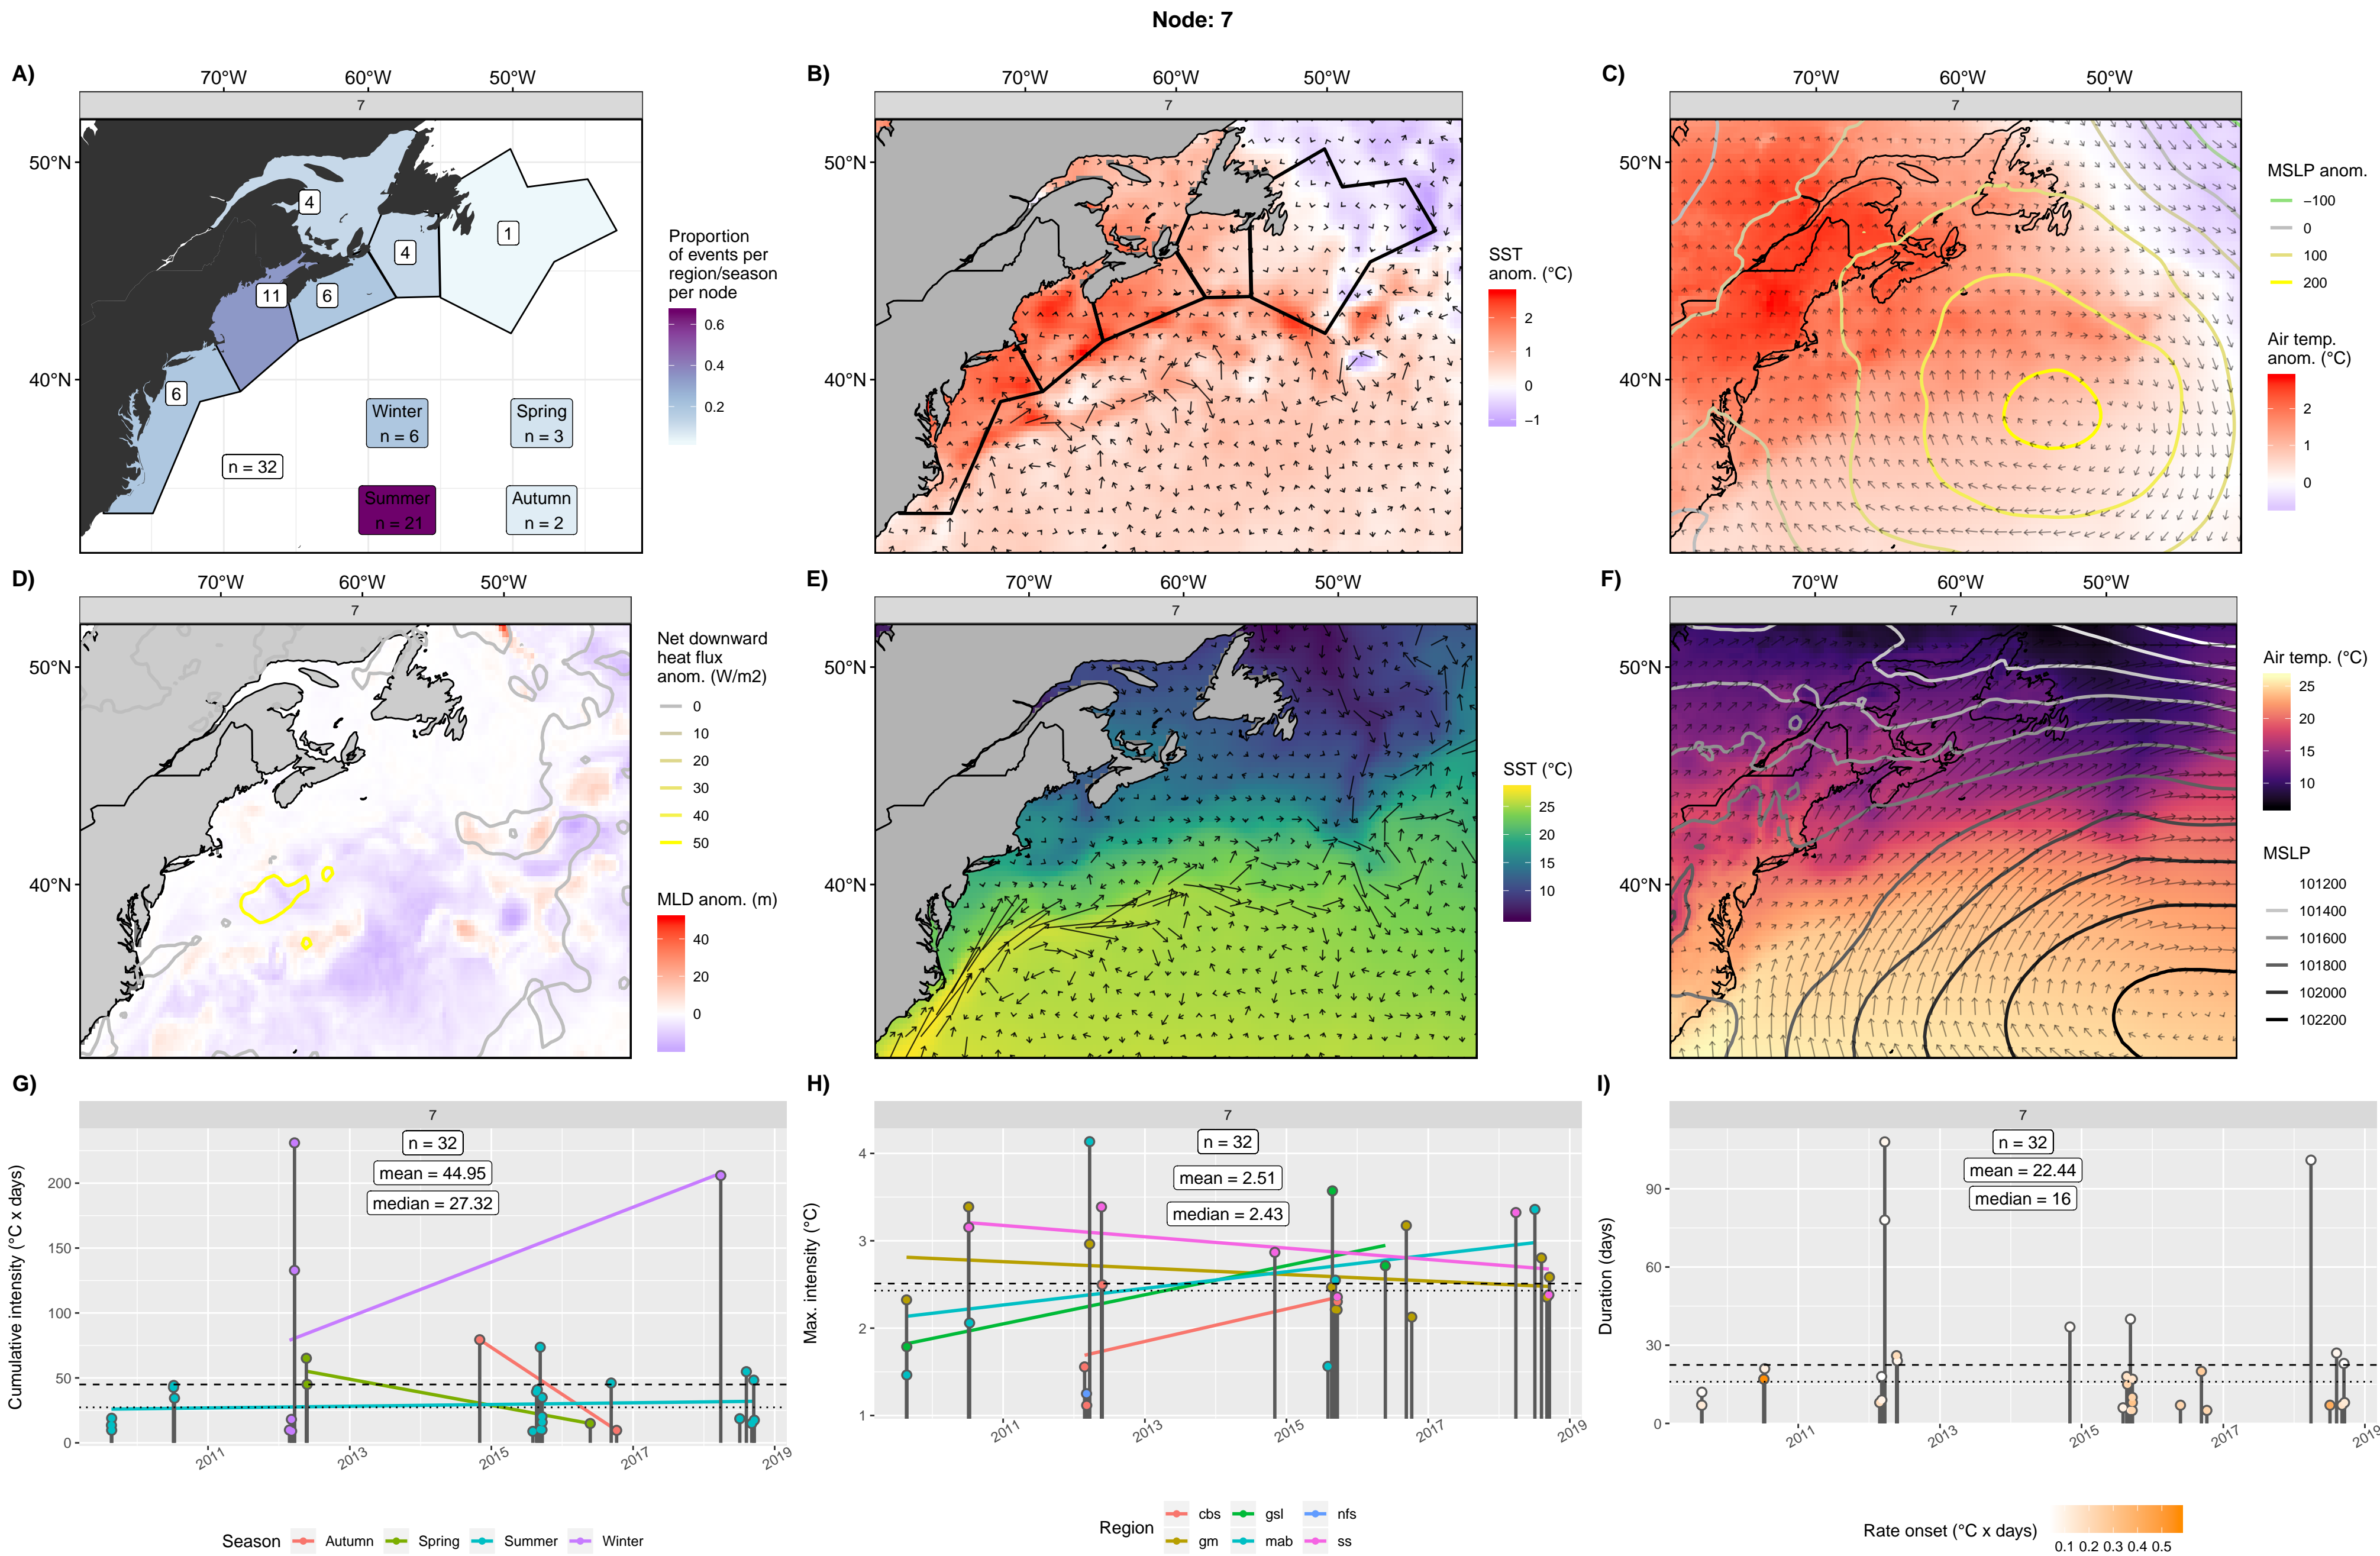 Node: 7
A)
70°W 60°W 50°W
7
50°N
40°N
4
4
1
11
6
6
n = 32
Winter
n = 6
Spring
n = 3
Summer
n = 21
Autumn
n = 2
Proportion
of events per
region/season
per node
0.6
0.4
0.2
B)
70°W 60°W 50°W
7
50°N
40°N
SST
anom. (°C)
2
1
0
−1
C)
70°W 60°W 50°W
7
50°N
40°N
MSLP anom.
−100
0
100
200
Air temp.
anom. (°C)
2
1
0
D)
70°W 60°W 50°W
7
50°N
40°N
Net downward
heat flux
anom. (W/m2)
0
10
20
30
40
50
MLD anom. (m)
40
20
0
E)
70°W 60°W 50°W
7
50°N
40°N
SST (°C)
25
20
15
10
F)
70°W 60°W 50°W
7
50°N
40°N
Air temp. (°C)
25
20
15
10
MSLP
101200
101400
101600
101800
102000
102200
G)
7
n = 32
mean = 44.95
median = 27.32
Cumulative intensity (°C x days)
200
150
100
50
0
2011 2013 2015 2017 2019
Season Autumn Spring Summer Winter
H)
7
n = 32
mean = 2.51
median = 2.43
Max. intensity (°C)
4
3
2
1
2011 2013 2015 2017 2019
Region cbs gsl nfs
gm mab ss
I)
7
n = 32
mean = 22.44
median = 16
Duration (days)
90
60
30
0
2011 2013 2015 2017 2019
Rate onset (°C x days)
0.1 0.2 0.3 0.4 0.5